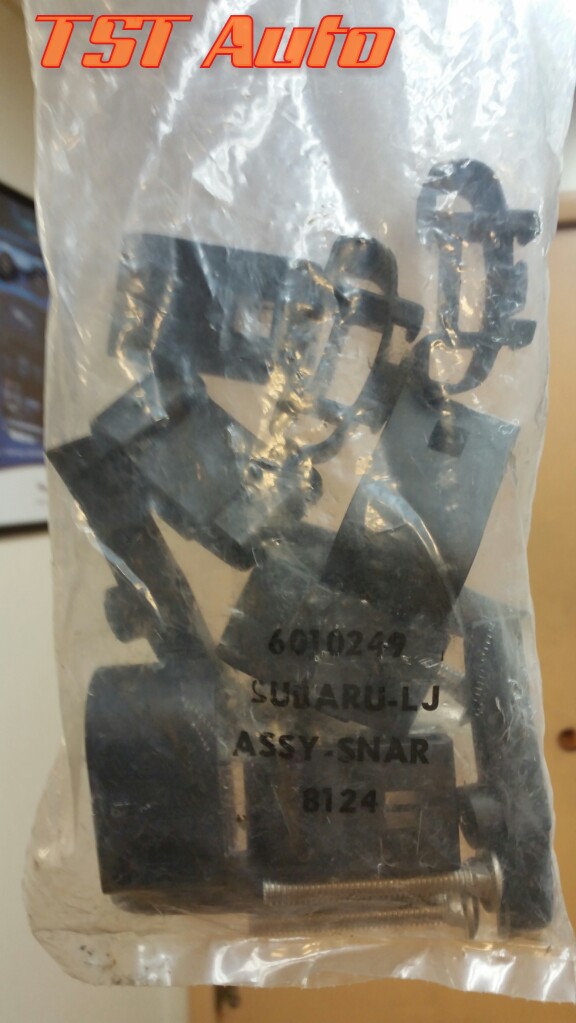 TST Auto
6010249
SUBARU-LJ
ASSY-SNAR
8124